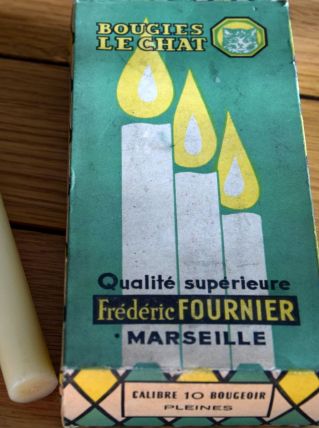 BOUGIES
LE CHAT
Qualité supérieure
Frédéric FOURNIER
MARSEILLE
CALIBRE 10 BOUGEOIR
PLEINES